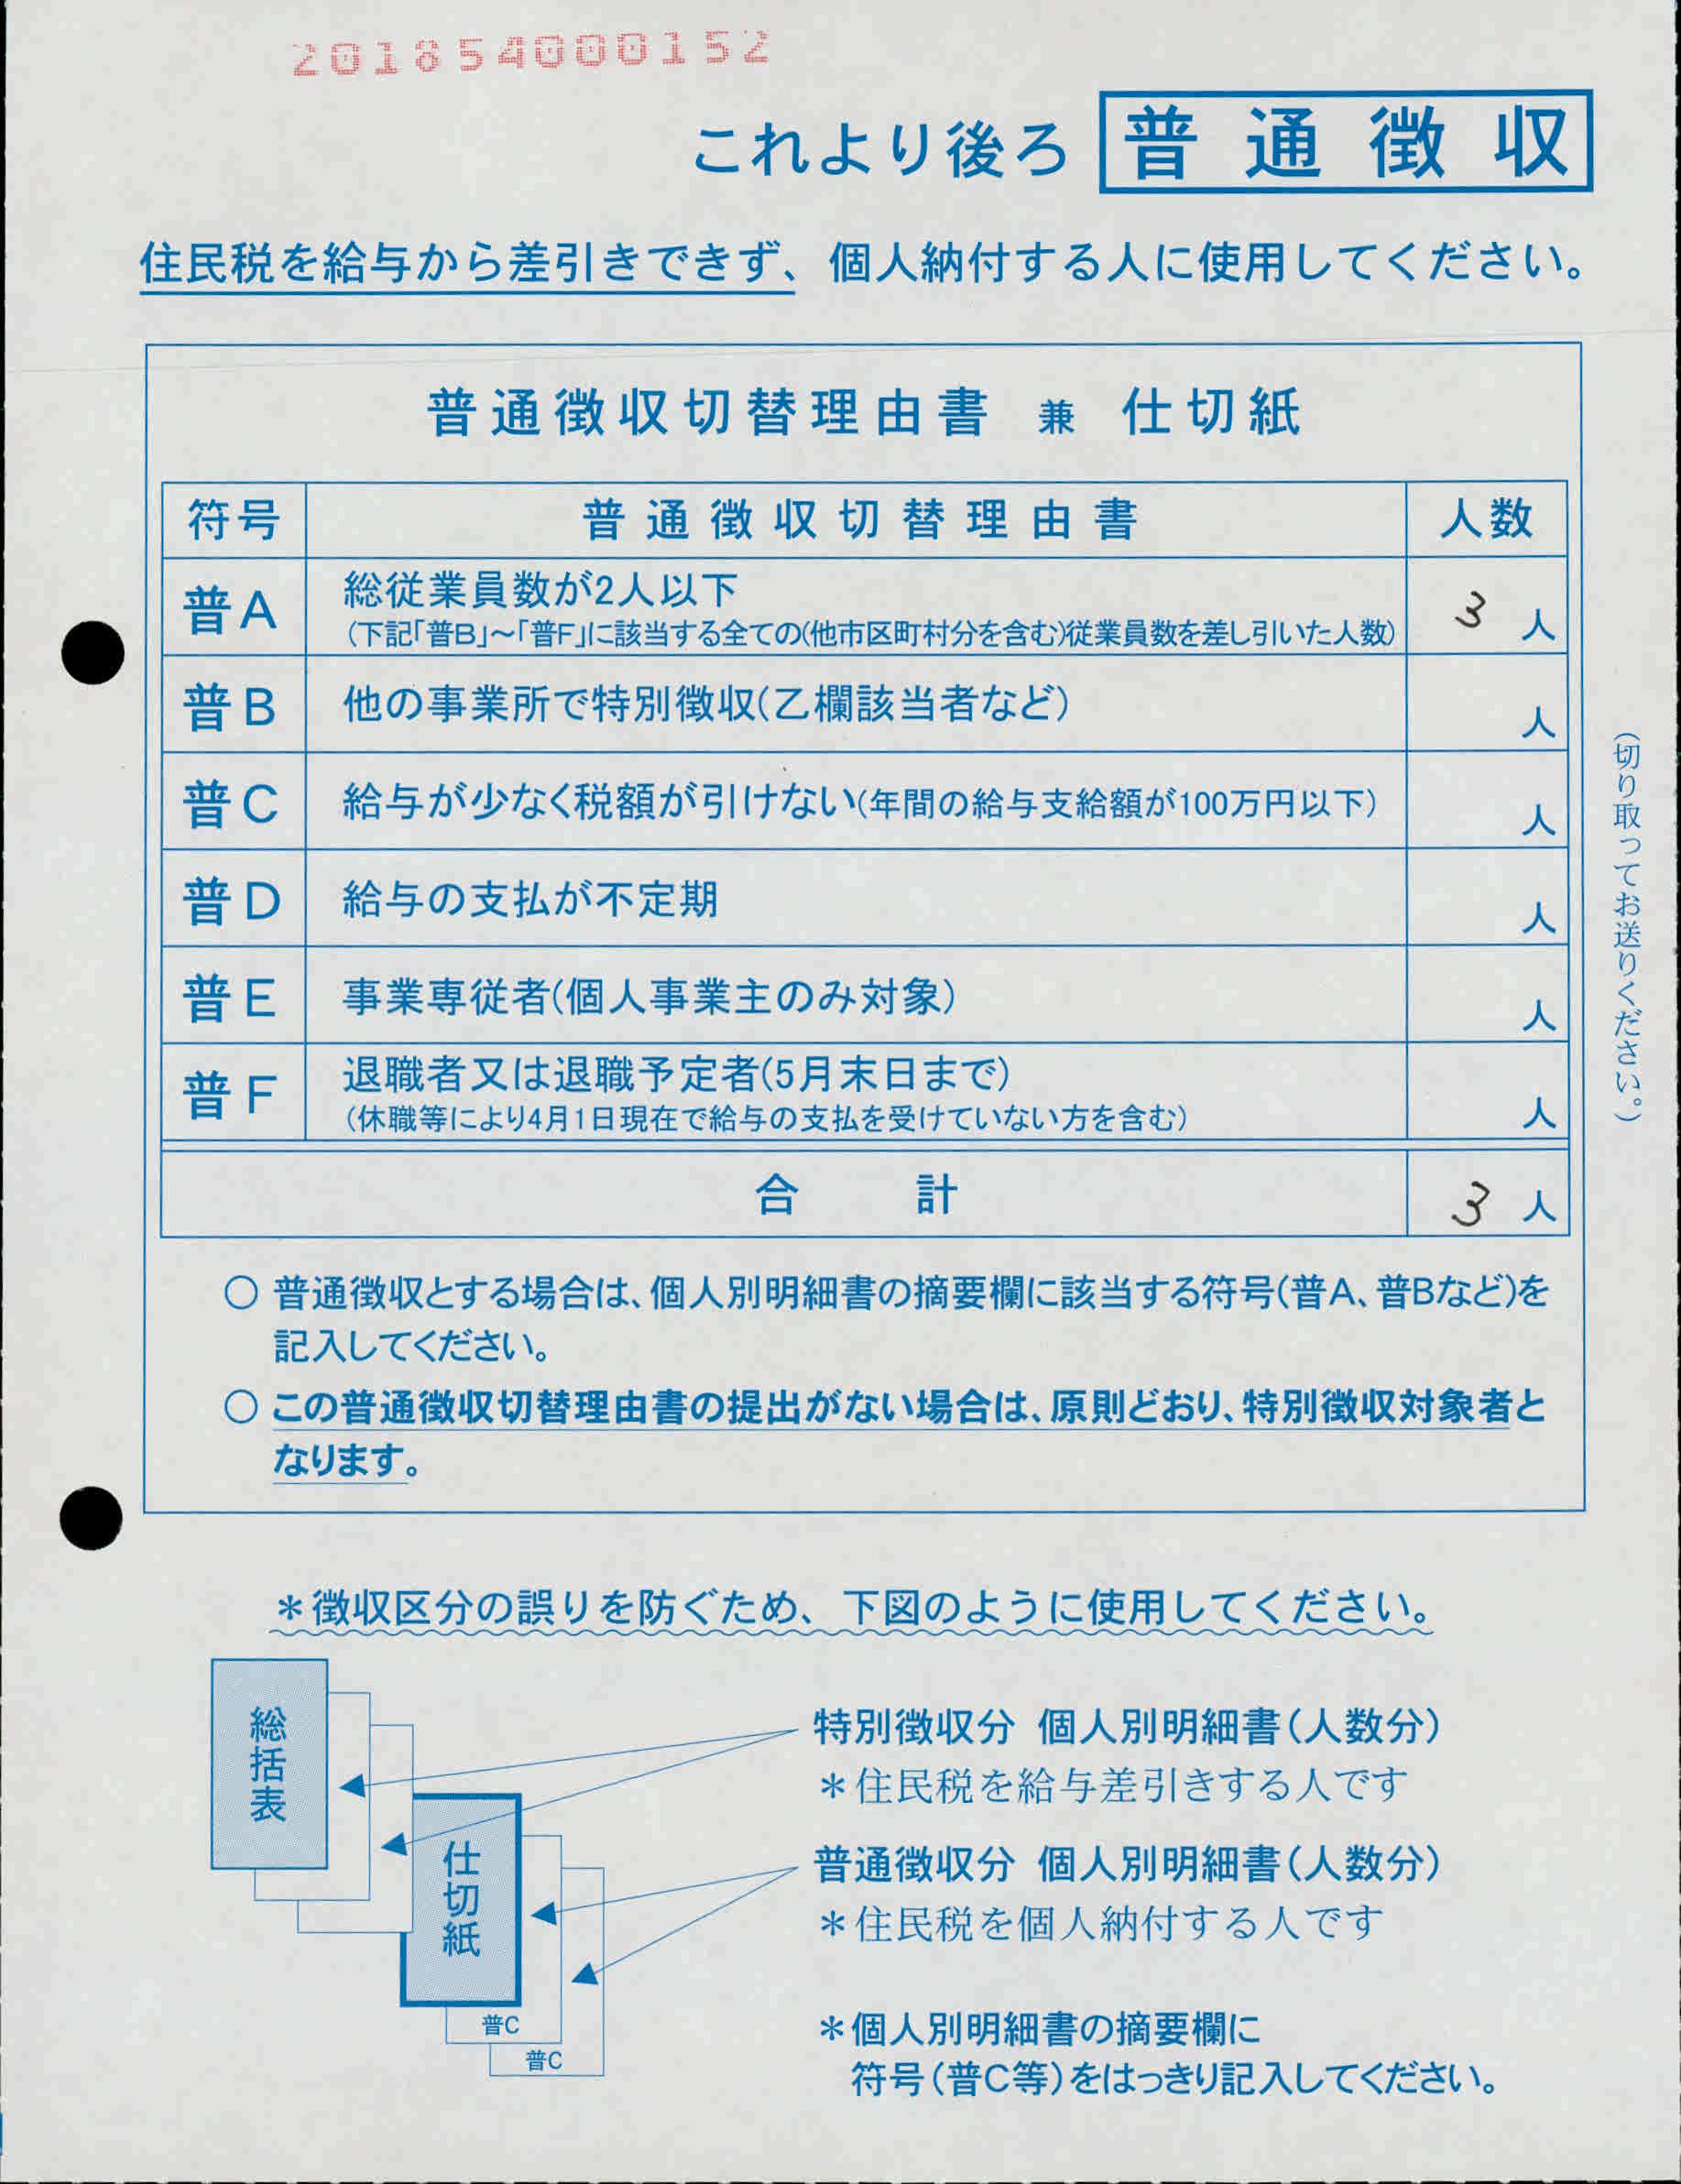 201854000152
これより後ろ 普通徴収
住民税を給与から差引きできず、個人納付する人に使用してください。
普通徴収切替理由書 兼 仕切紙
符号 普通徴収切替理由書 人数
普A 総従業員数が2人以下
(下記｢普B｣～｢普F｣に該当する全ての(他市区町村分を含む)従業員数を差し引いた人数) 3 人
普B 他の事業所で特別徴収(乙欄該当者など) 人
普C 給与が少なく税額が引けない(年間の給与支給額が100万円以下) 人
普D 給与の支払が不定期 人
普E 事業専従者(個人事業主のみ対象) 人
普F 退職者又は退職予定者(5月末日まで)
(休職等により4月1日現在で給与の支払を受けていない方を含む) 人
合計 3 人
(切り取ってお送りください。)
○ 普通徴収とする場合は、個人別明細書の摘要欄に該当する符号(普A、普Bなど)を
記入してください。
○ この普通徴収切替理由書の提出がない場合は、原則どおり、特別徴収対象者と
なります。
＊徴収区分の誤りを防ぐため、下図のように使用してください。
総括表
仕切紙
普C
普C
特別徴収分 個人別明細書(人数分)
＊住民税を給与差引きする人です
普通徴収分 個人別明細書(人数分)
＊住民税を個人納付する人です
＊個人別明細書の摘要欄に
符号(普C等)をはっきり記入してください。